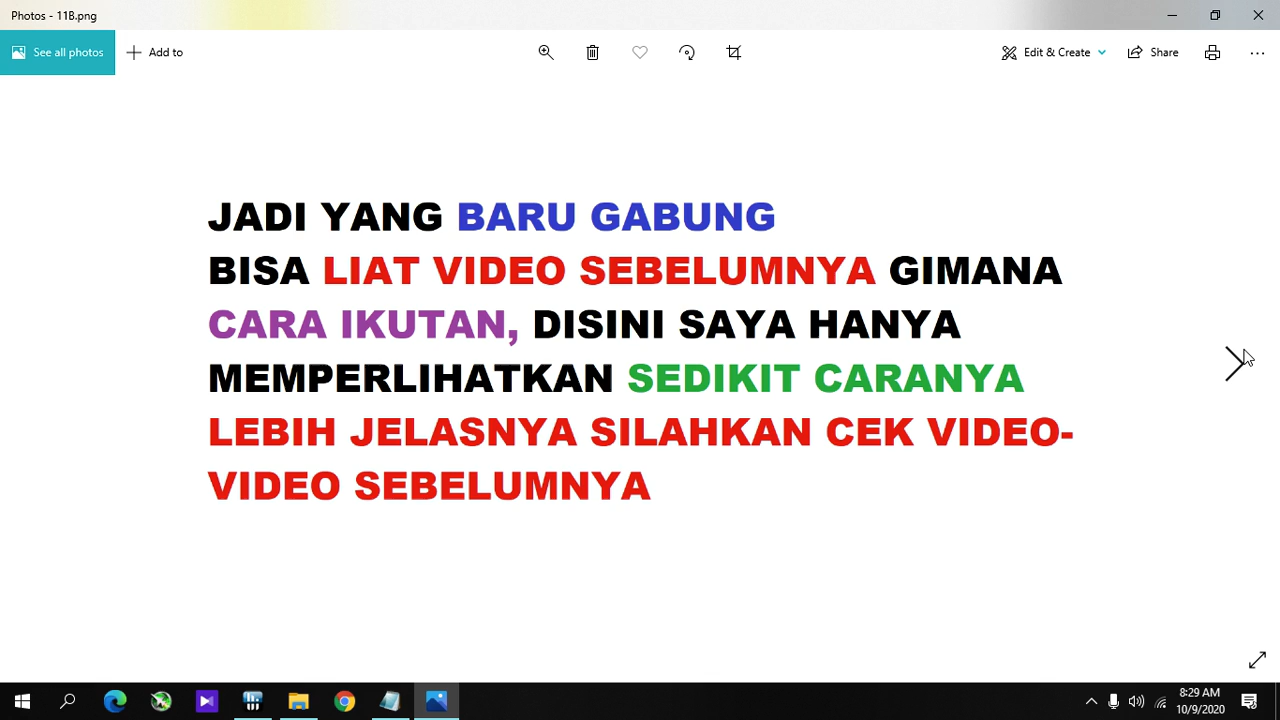 Photos - 11B.png
See all photos
Add to
Edit & Create
Share
JADI YANG BARU GABUNG
BISA LIAT VIDEO SEBELUMNYA GIMANA
CARA IKUTAN, DISINI SAYA HANYA
MEMPERLIHATKAN SEDIKIT CARANYA
LEBIH JELASNYA SILAHKAN CEK VIDEO-
VIDEO SEBELUMNYA
8:29 AM
10/9/2020